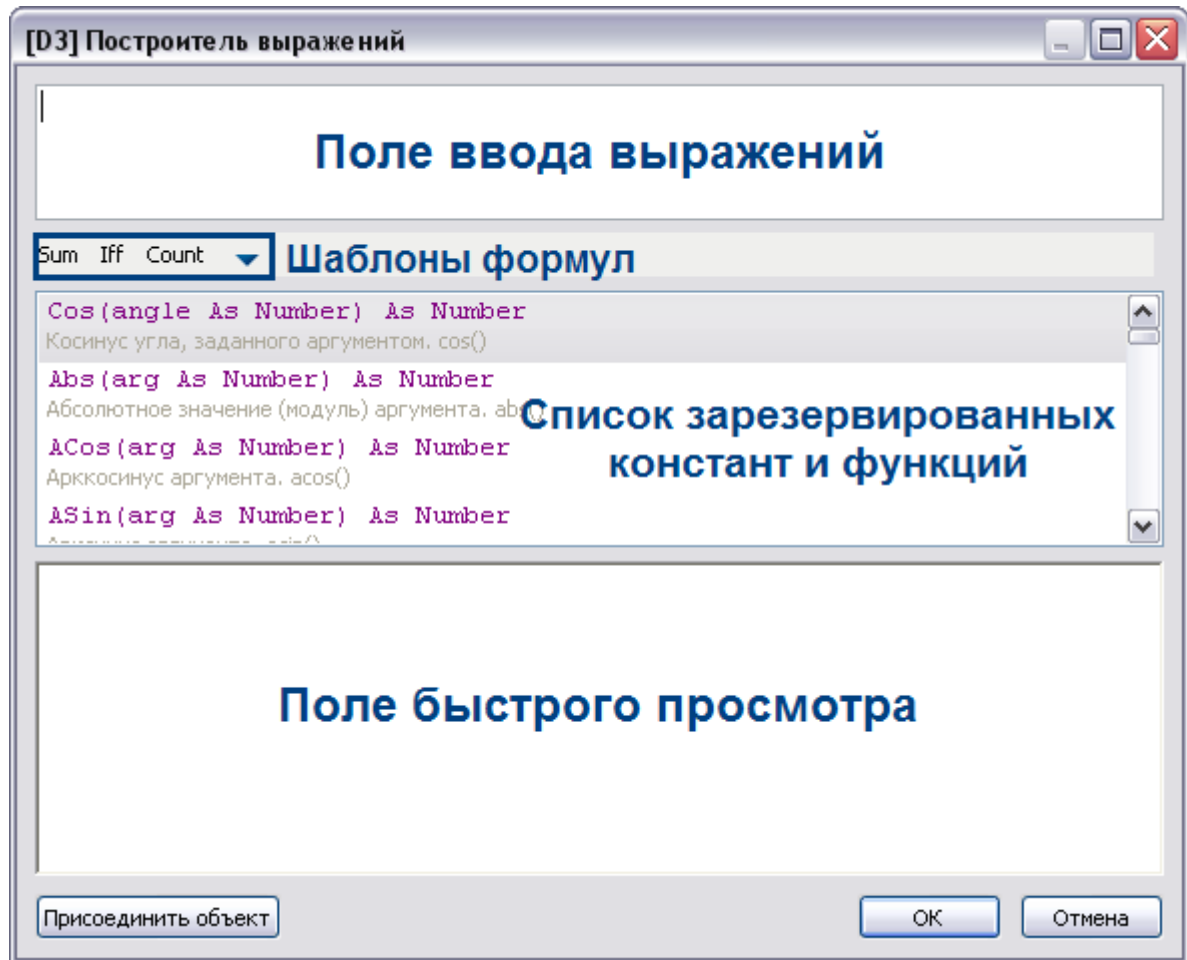 [D3] Построитель выражений
Поле ввода выражений
Sum Iff Count
Шаблоны формул
Cos(angle As Number) As Number
Косинус угла, заданного аргументом. cos()
Abs(arg As Number) As Number
Абсолютное значение (модуль) аргумента. abs()
Список зарезервированных
ACos(arg As Number) As Number
констант и функций
Арккосинус аргумента. acos()
ASin(arg As Number) As Number
Поле быстрого просмотра
Присоединить объект
ОК
Отмена